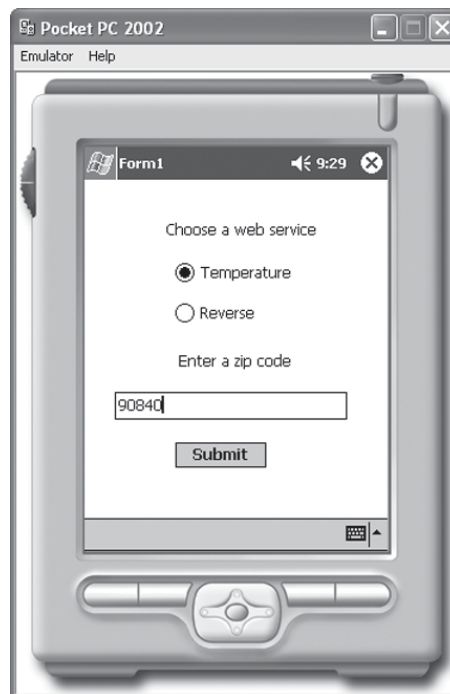 Pocket PC 2002
Emulator Help
Form1 9:29
Choose a web service
Temperature
Reverse
Enter a zip code
90840
Submit